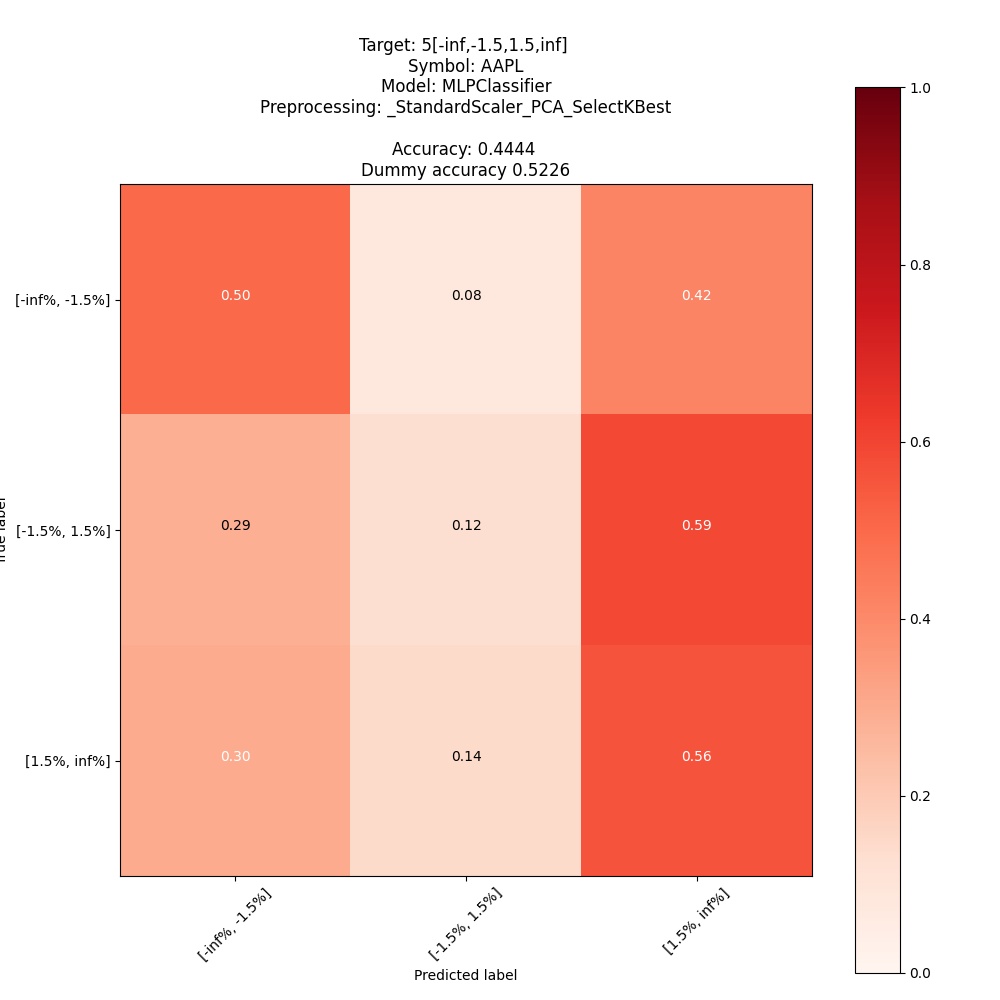 Target: 5[-inf,-1.5,1.5,inf]
Symbol: AAPL
Model: MLPClassifier
Preprocessing: _StandardScaler_PCA_SelectKBest
Accuracy: 0.4444
Dummy accuracy 0.5226
1.0
0.8
0.6
0.4
0.2
0.0
[-inf%, -1.5%]
0.50
0.08
0.42
[-1.5%, 1.5%]
0.29
0.12
0.59
[1.5%, inf%]
0.30
0.14
0.56
label
[-inf%, -1.5%]
[-1.5%, 1.5%]
[1.5%, inf%]
Predicted label